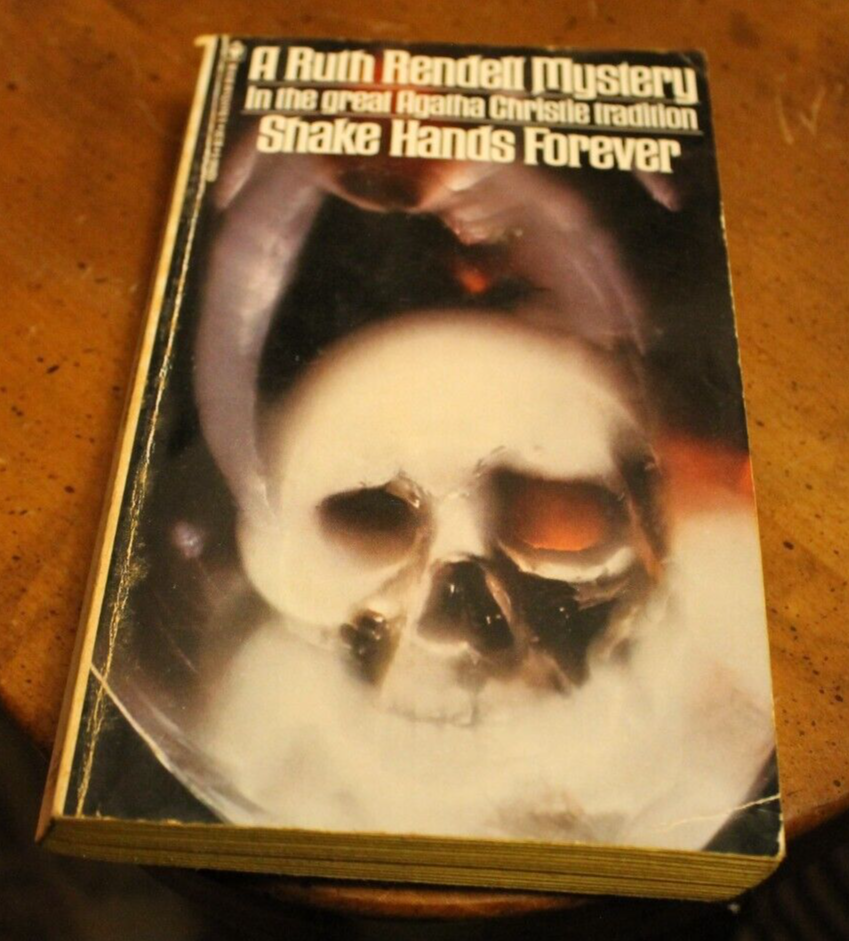 A Ruth Rendell Mystery
In the great Agatha Christie tradition
Shake Hands Forever